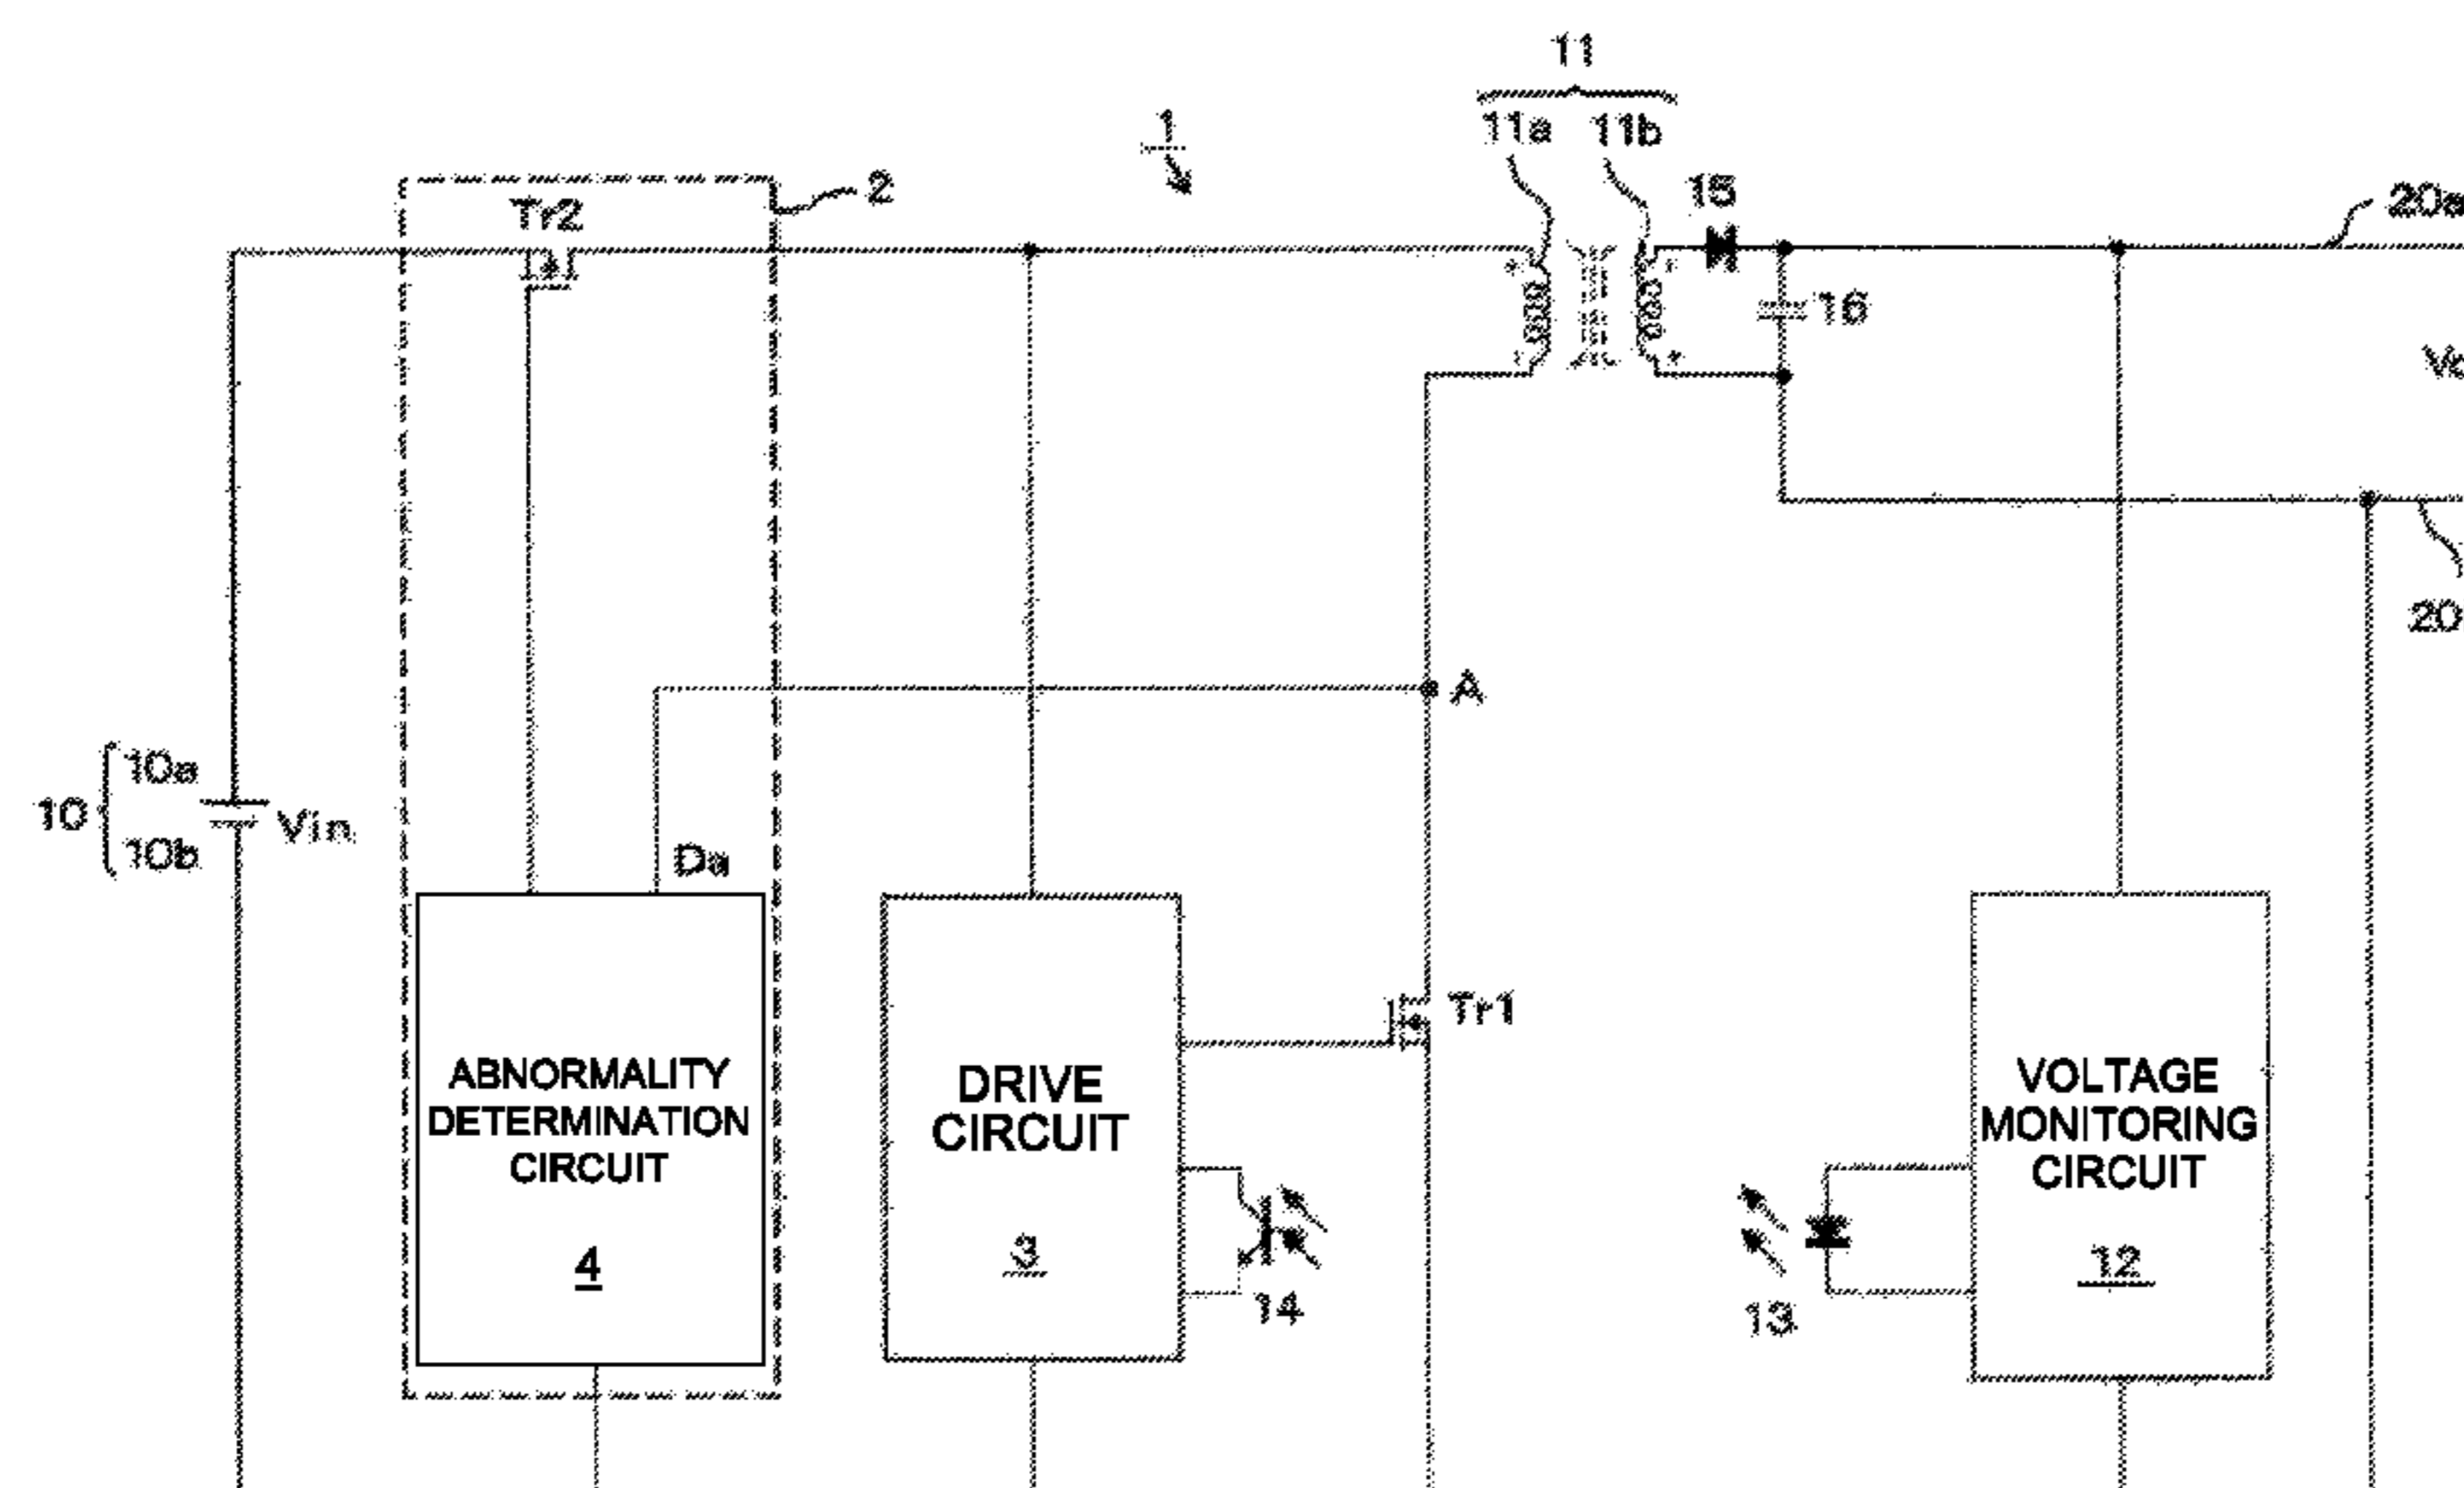 11
11a 11b
1
2
Tr2
15
20a
16
A
10
10a
10b
Vin
Da
Tr1
ABNORMALITY
DETERMINATION
CIRCUIT
4
DRIVE
CIRCUIT
3
14
13
VOLTAGE
MONITORING
CIRCUIT
12
20